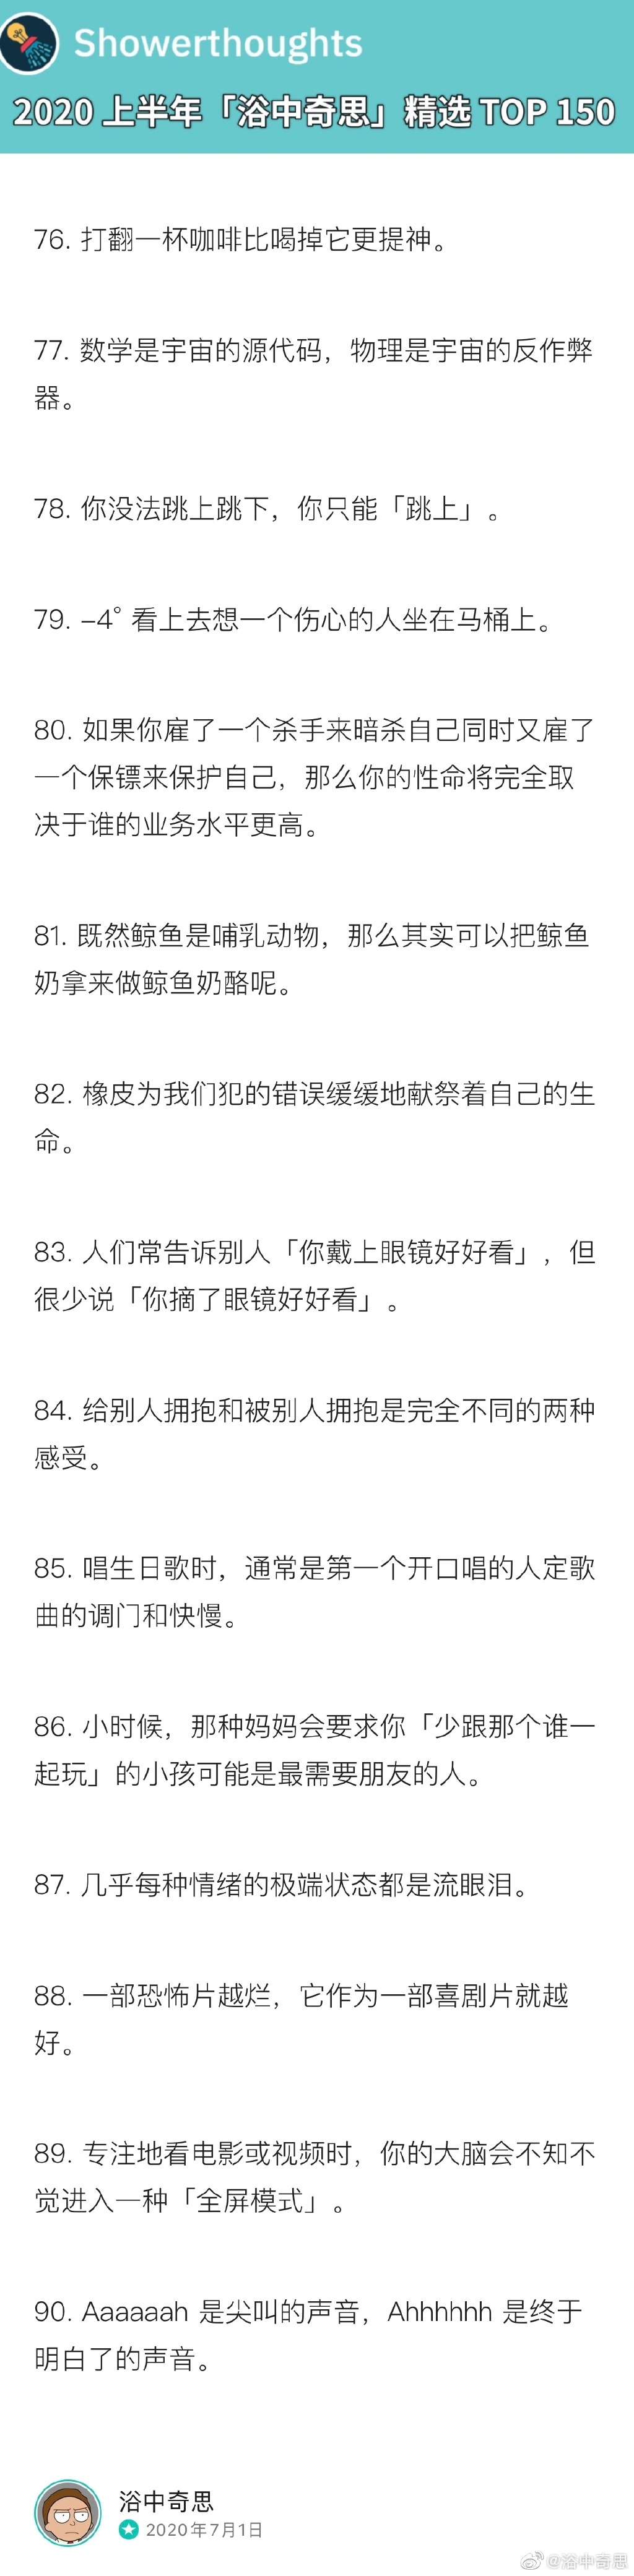 Showerthoughts
2020 上半年「浴中奇思」精选 TOP 150
76. 打翻一杯咖啡比喝掉它更提神。
77. 数学是宇宙的源代码，物理是宇宙的反作弊
器。
78. 你没法跳上跳下，你只能「跳上」。
79. –4° 看上去想一个伤心的人坐在马桶上。
80. 如果你雇了一个杀手来暗杀自己同时又雇了
一个保镖来保护自己，那么你的性命将完全取
决于谁的业务水平更高。
81. 既然鲸鱼是哺乳动物，那么其实可以把鲸鱼
奶拿来做鲸鱼奶酪呢。
82. 橡皮为我们犯的错误缓缓地献祭着自己的生
命。
83. 人们常告诉别人「你戴上眼镜好好看」，但
很少说「你摘了眼镜好好看」。
84. 给别人拥抱和被别人拥抱是完全不同的两种
感受。
85. 唱生日歌时，通常是第一个开口唱的人定歌
曲的调门和快慢。
86. 小时候，那种妈妈会要求你「少跟那个谁一
起玩」的小孩可能是最需要朋友的人。
87. 几乎每种情绪的极端状态都是流眼泪。
88. 一部恐怖片越烂，它作为一部喜剧片就越
好。
89. 专注地看电影或视频时，你的大脑会不知不
觉进入一种「全屏模式」。
90. Aaaaaah 是尖叫的声音，Ahhhhhh 是终于
明白了的声音。
浴中奇思
2020年7月1日
@浴中奇思